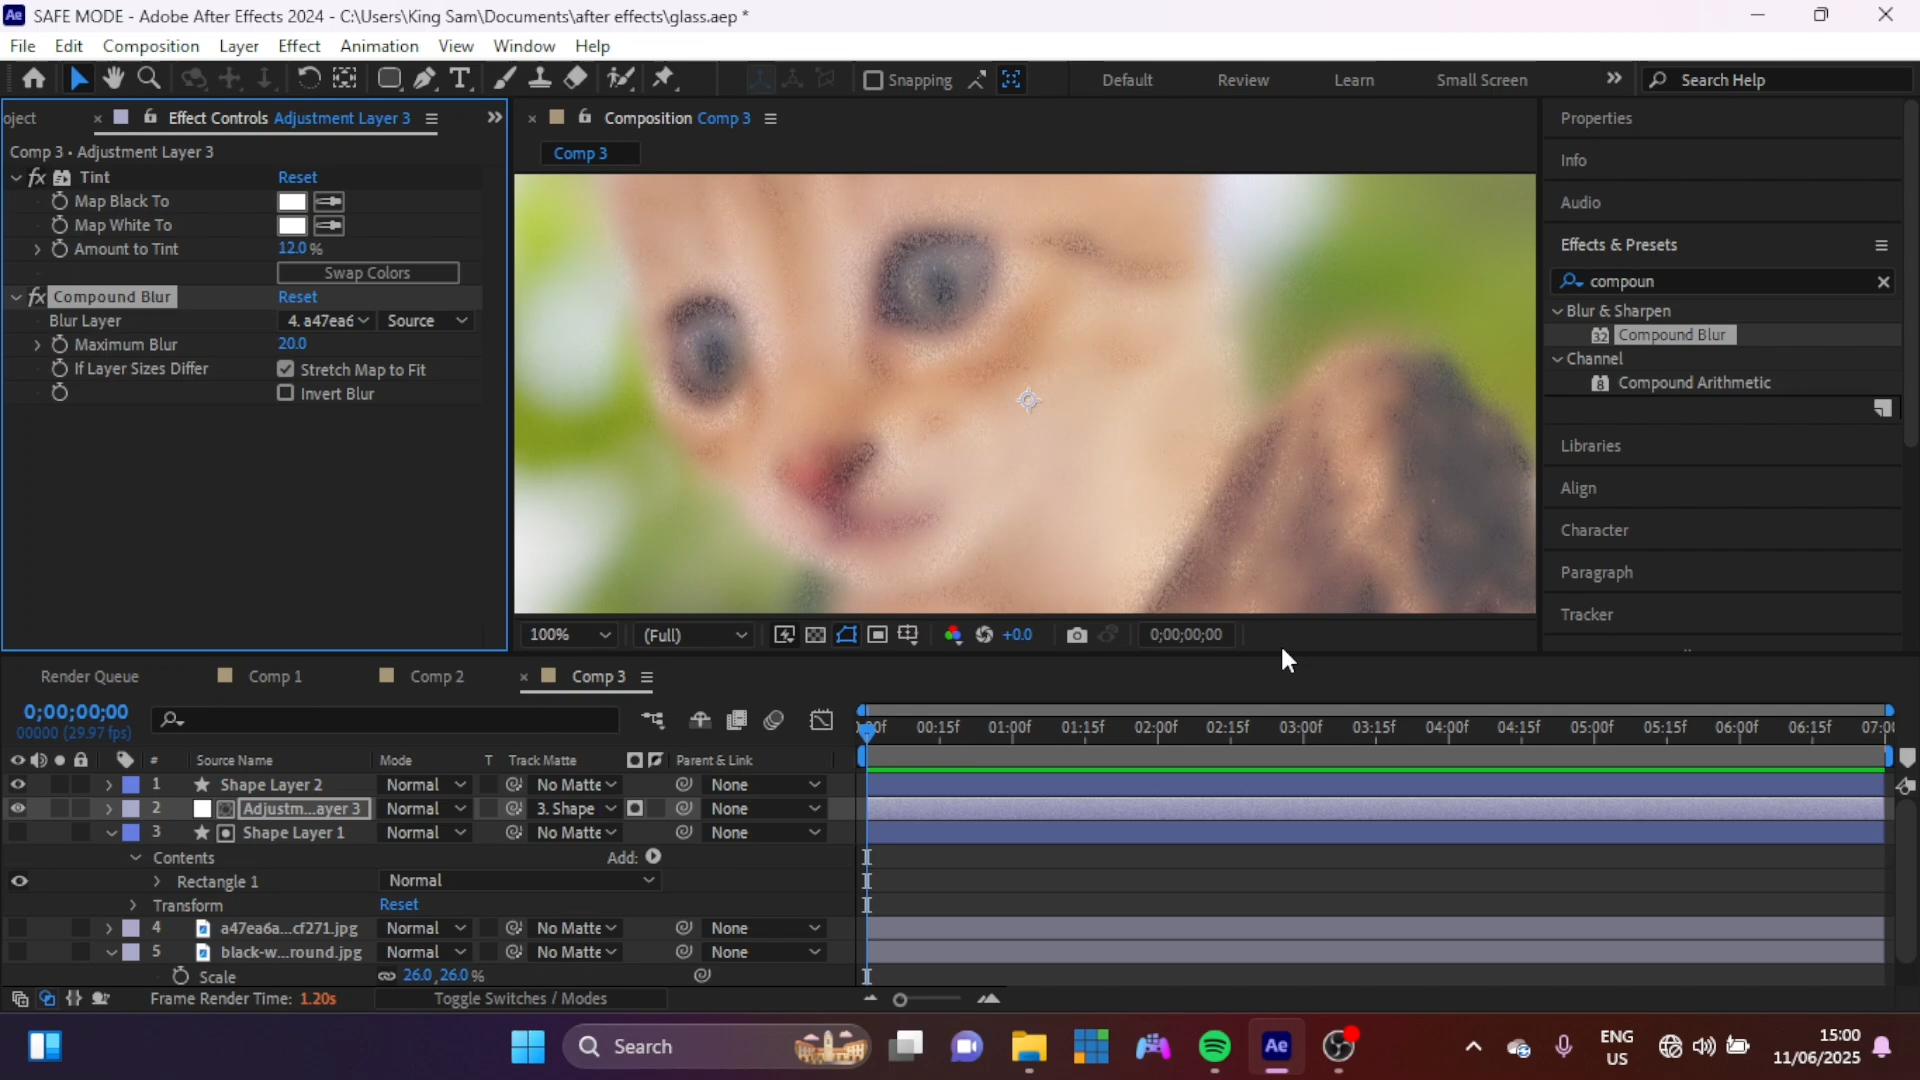 SAFE MODE - Adobe After Effects 2024 - C:\Users\King Sam\Documents\after effects\glass.aep *
File Edit Composition Layer Effect Animation View Window Help
Snapping Default Review Learn Small Screen Search Help
oject Effect Controls Adjustment Layer 3
Composition Comp 3
Comp 3
Comp 3 • Adjustment Layer 3
fx Tint Reset
Map Black To
Map White To
Amount to Tint 12.0 %
Swap Colors
fx Compound Blur Reset
Blur Layer 4. a47ea6 Source
Maximum Blur 20.0
If Layer Sizes Differ Stretch Map to Fit
Invert Blur
100% (Full) +0.0 0;00;00;00
Properties
Info
Audio
Effects & Presets
compoun
Blur & Sharpen
32 Compound Blur
Channel
8 Compound Arithmetic
Libraries
Align
Character
Paragraph
Tracker
Render Queue Comp 1 Comp 2 Comp 3
0;00;00;00
00000 (29.97 fps)
00f 00:15f 01:00f 01:15f 02:00f 02:15f 03:00f 03:15f 04:00f 04:15f 05:00f 05:15f 06:00f 06:15f 07:00
# Source Name Mode T Track Matte Parent & Link
1 Shape Layer 2 Normal No Matte None
2 Adjustm...ayer 3 Normal 3. Shape None
3 Shape Layer 1 Normal No Matte None
Contents Add:
Rectangle 1 Normal
Transform Reset
4 a47ea6a...cf271.jpg Normal No Matte None
5 black-w...round.jpg Normal No Matte None
Scale 26.0, 26.0 %
Frame Render Time: 1.20s Toggle Switches / Modes
Search
Ae
ENG
US
15:00
11/06/2025